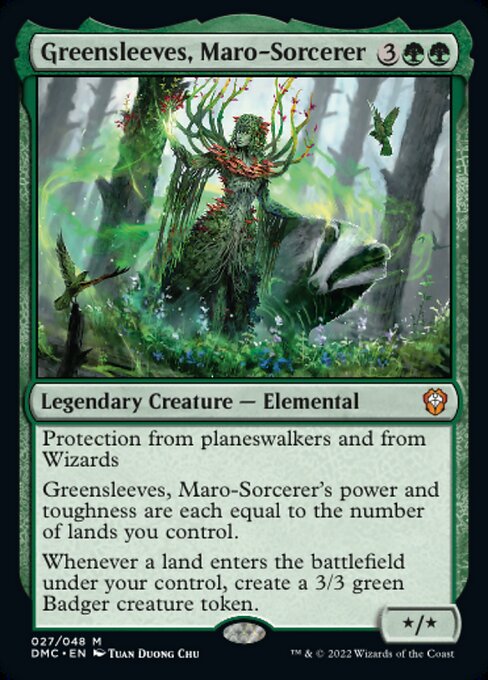 Greensleeves, Maro-Sorcerer 3
Legendary Creature — Elemental
Protection from planeswalkers and from
Wizards
Greensleeves, Maro-Sorcerer's power and
toughness are each equal to the number
of lands you control.
Whenever a land enters the battlefield
under your control, create a 3/3 green
Badger creature token.
*/*
027/048 M
DMC • EN Tuan Duong Chu ™ & © 2022 Wizards of the Coast